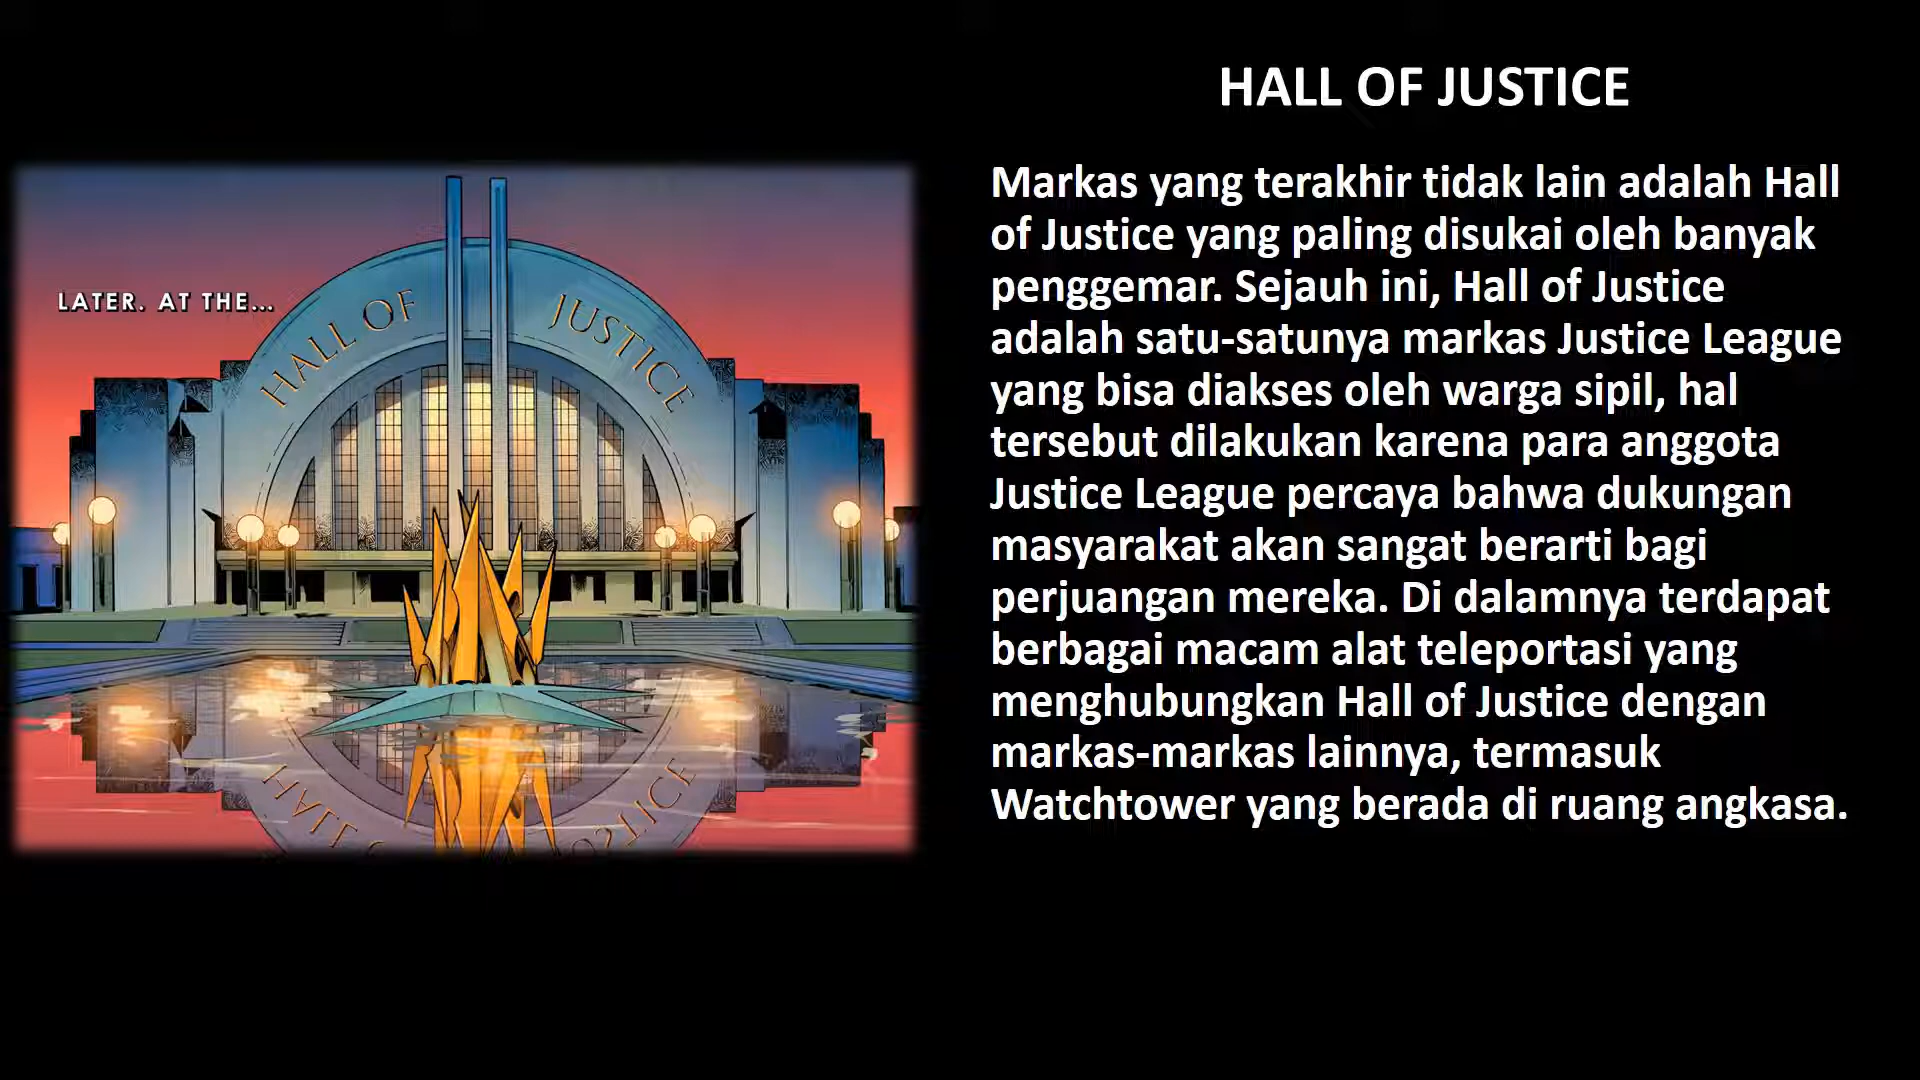 HALL OF JUSTICE
LATER. AT THE...
HALL OF JUSTICE
Markas yang terakhir tidak lain adalah Hall
of Justice yang paling disukai oleh banyak
penggemar. Sejauh ini, Hall of Justice
adalah satu-satunya markas Justice League
yang bisa diakses oleh warga sipil, hal
tersebut dilakukan karena para anggota
Justice League percaya bahwa dukungan
masyarakat akan sangat berarti bagi
perjuangan mereka. Di dalamnya terdapat
berbagai macam alat teleportasi yang
menghubungkan Hall of Justice dengan
markas-markas lainnya, termasuk
Watchtower yang berada di ruang angkasa.